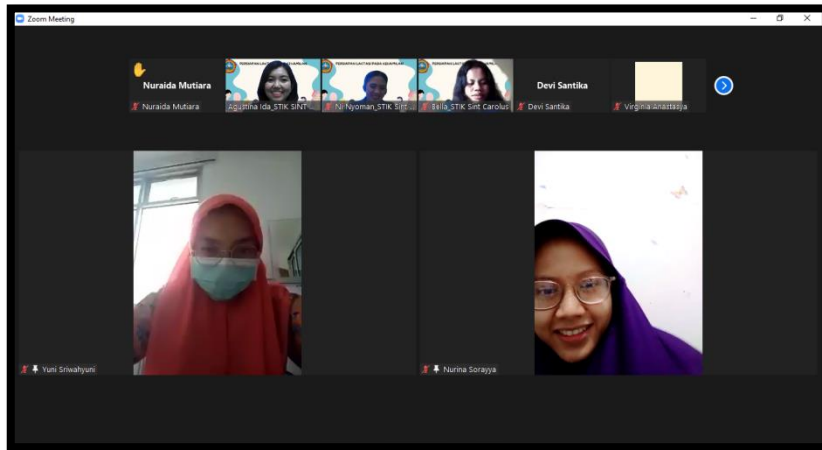 Zoom Meeting
Nuraida Mutiara
Devi Santika
Nuraida Mutiara
Agustina Ida_STIK SINT ...
Ni Nyoman_STIK Sint ...
Bella_STIK Sint Carolus
Devi Santika
Virginia Anastasya
Yuni Sriwahyuni
Nurina Sorayya